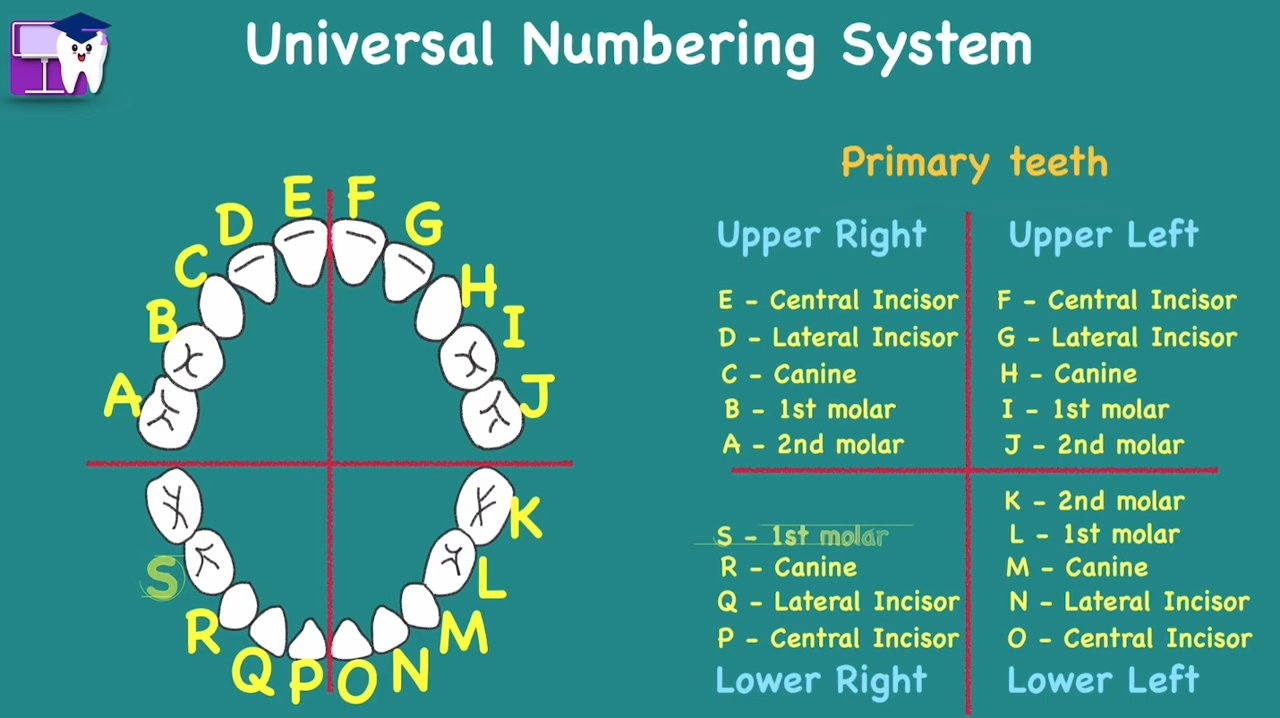 Universal Numbering System
E F
D G
C H
B I
A J
S K
R L
Q M
P O N
Primary teeth
Upper Right
E - Central Incisor
D - Lateral Incisor
C - Canine
B - 1st molar
A - 2nd molar
Upper Left
F - Central Incisor
G - Lateral Incisor
H - Canine
I - 1st molar
J - 2nd molar
S - 1st molar
R - Canine
Q - Lateral Incisor
P - Central Incisor
Lower Right
K - 2nd molar
L - 1st molar
M - Canine
N - Lateral Incisor
O - Central Incisor
Lower Left